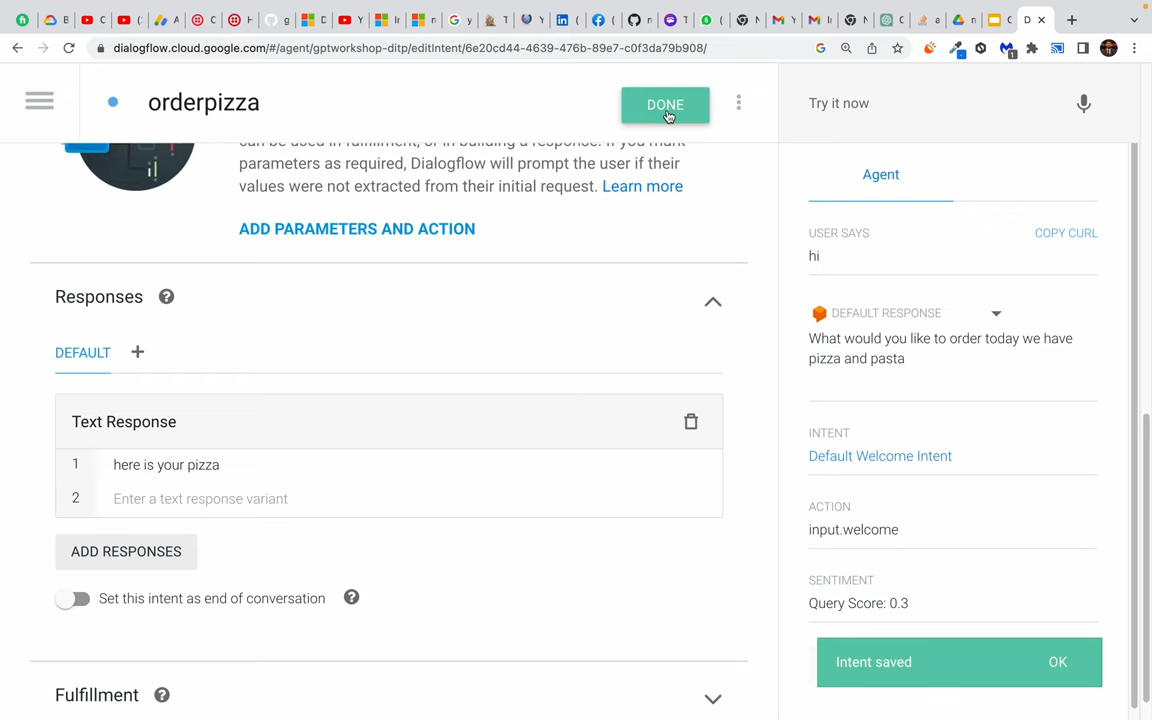 dialogflow.cloud.google.com/#/agent/gptworkshop-ditp/editIntent/6e20cd44-4639-476b-89e7-c0f3da79b908/
orderpizza
DONE
Try it now
can be used in fulfillment, or in building a response. If you mark
parameters as required, Dialogflow will prompt the user if their
values were not extracted from their initial request. Learn more
ADD PARAMETERS AND ACTION
Responses
DEFAULT
Text Response
1 here is your pizza
2 Enter a text response variant
ADD RESPONSES
Set this intent as end of conversation
Fulfillment
Agent
USER SAYS COPY CURL
hi
DEFAULT RESPONSE
What would you like to order today we have
pizza and pasta
INTENT
Default Welcome Intent
ACTION
input.welcome
SENTIMENT
Query Score: 0.3
Intent saved OK